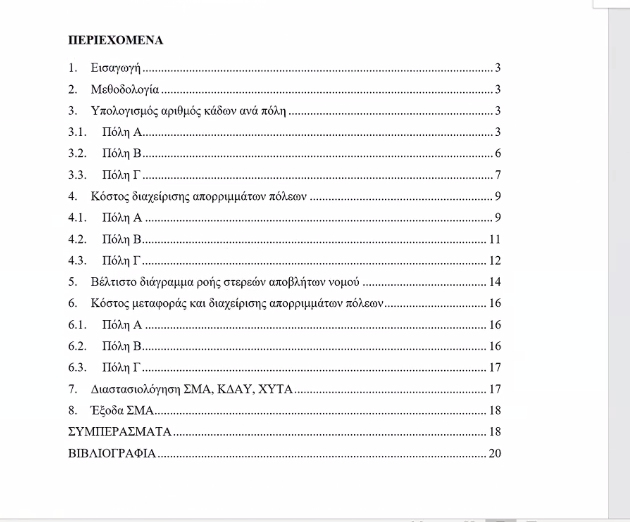 ΠΕΡΙΕΧΟΜΕΝΑ
1. Εισαγωγή 3
2. Μεθοδολογία 3
3. Υπολογισμός αριθμός κάδων ανά πόλη 3
3.1. Πόλη Α 3
3.2. Πόλη Β 6
3.3. Πόλη Γ 7
4. Κόστος διαχείρισης απορριμμάτων πόλεων 9
4.1. Πόλη Α 9
4.2. Πόλη Β 11
4.3. Πόλη Γ 12
5. Βέλτιστο διάγραμμα ροής στερεών αποβλήτων νομού 14
6. Κόστος μεταφοράς και διαχείρισης απορριμμάτων πόλεων 16
6.1. Πόλη Α 16
6.2. Πόλη Β 16
6.3. Πόλη Γ 17
7. Διαστασιολόγηση ΣΜΑ, ΚΔΑΥ, ΧΥΤΑ 17
8. Έξοδα ΣΜΑ 18
ΣΥΜΠΕΡΑΣΜΑΤΑ 18
ΒΙΒΛΙΟΓΡΑΦΙΑ 20